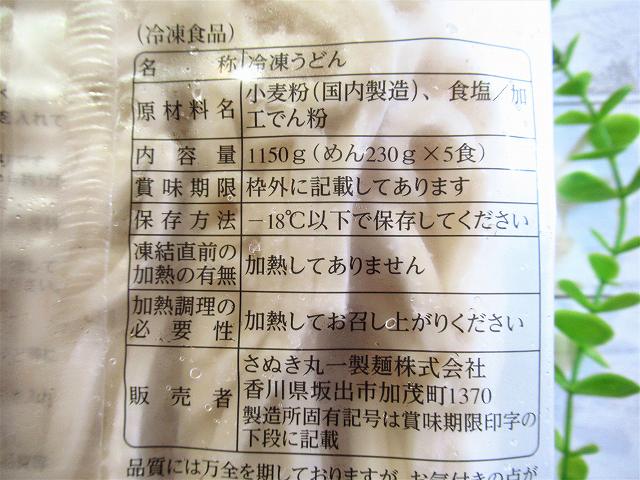 (冷凍食品)
名称 冷凍うどん
原材料名 小麦粉(国内製造)、食塩/加
工でん粉
内容量 1150g(めん230g×5食)
賞味期限 枠外に記載してあります
保存方法 -18℃以下で保存してください
凍結直前の
加熱の有無 加熱してありません
加熱調理の
必要性 加熱してお召し上がりください
販売者 さぬき丸一製麺株式会社
香川県坂出市加茂町1370
製造所固有記号は賞味期限印字の
下段に記載
品質には万全を期しておりますが、お気付きの点が